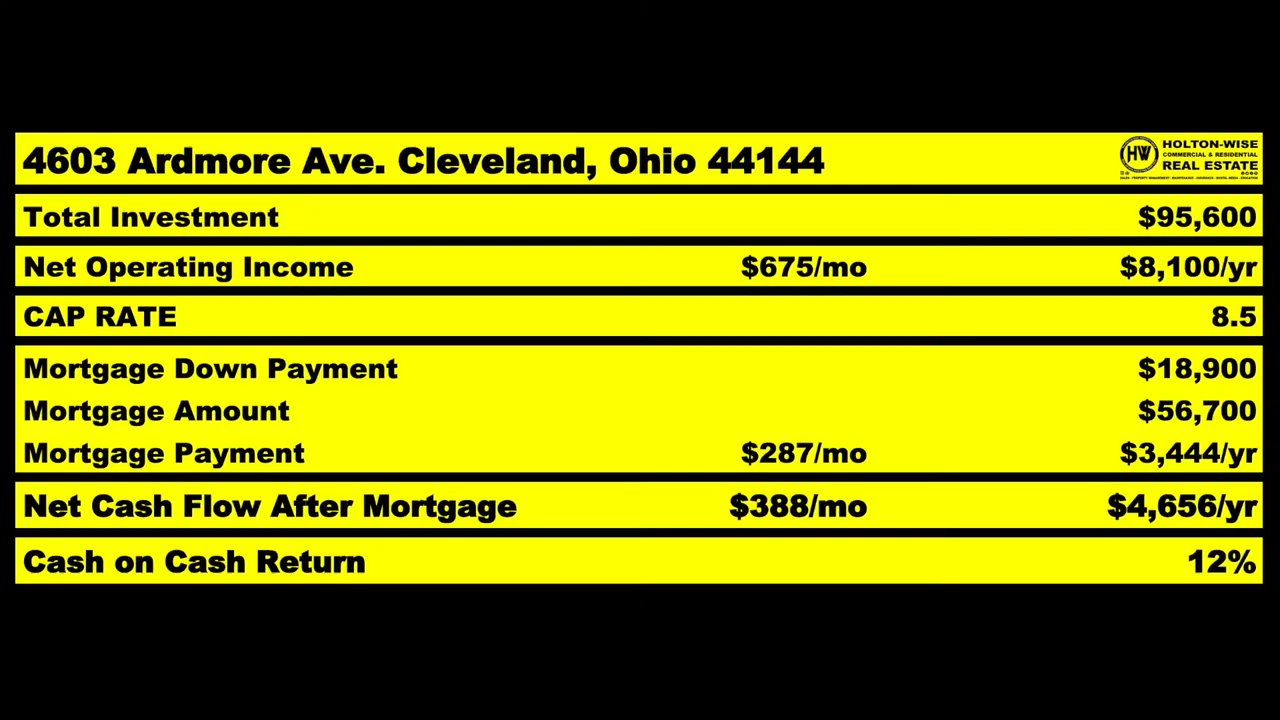 4603 Ardmore Ave. Cleveland, Ohio 44144
HW
HOLTON-WISE
COMMERCIAL & RESIDENTIAL
REAL ESTATE
Total Investment $95,600
Net Operating Income $675/mo $8,100/yr
CAP RATE 8.5
Mortgage Down Payment $18,900
Mortgage Amount $56,700
Mortgage Payment $287/mo $3,444/yr
Net Cash Flow After Mortgage $388/mo $4,656/yr
Cash on Cash Return 12%